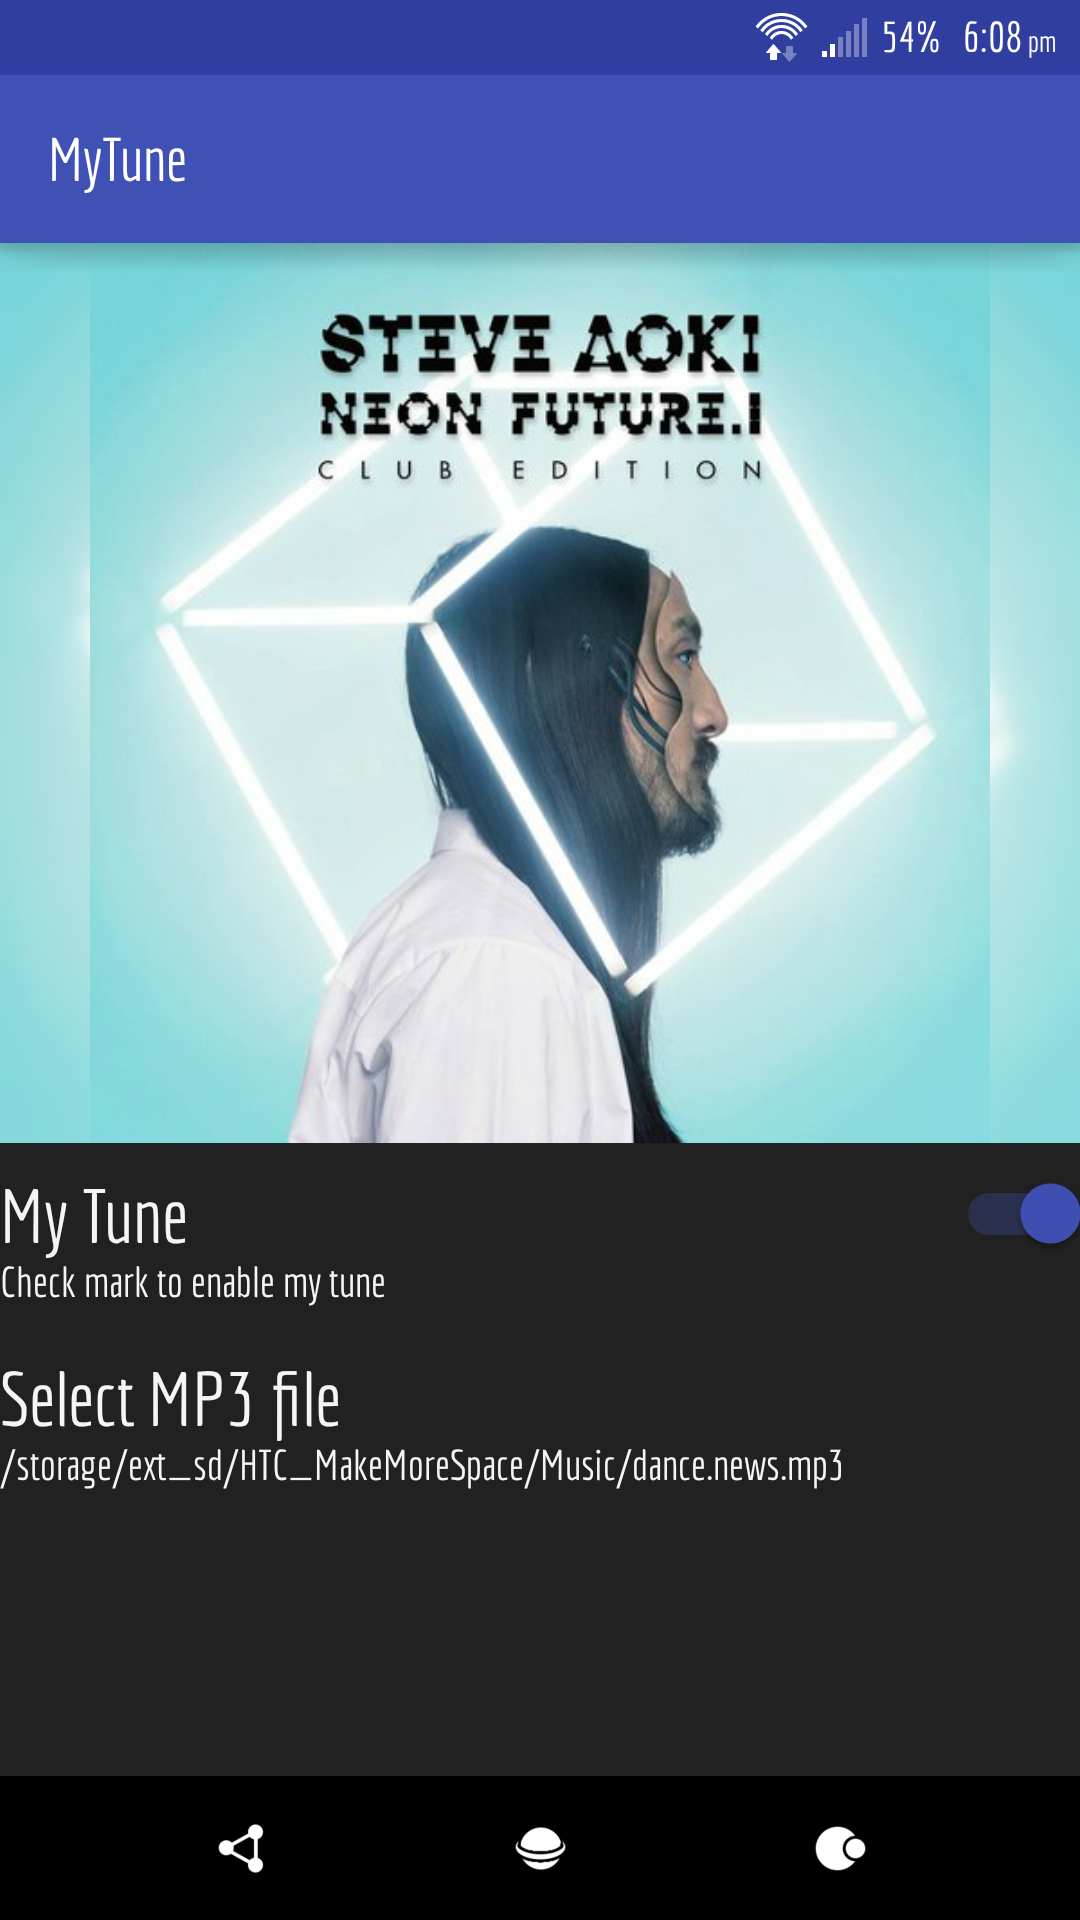 54% 6:08 pm
MyTune
STEVE AOKI
NEON FUTURE.I
CLUB EDITION
My Tune
Check mark to enable my tune
Select MP3 file
/storage/ext_sd/HTC_MakeMoreSpace/Music/dance.news.mp3